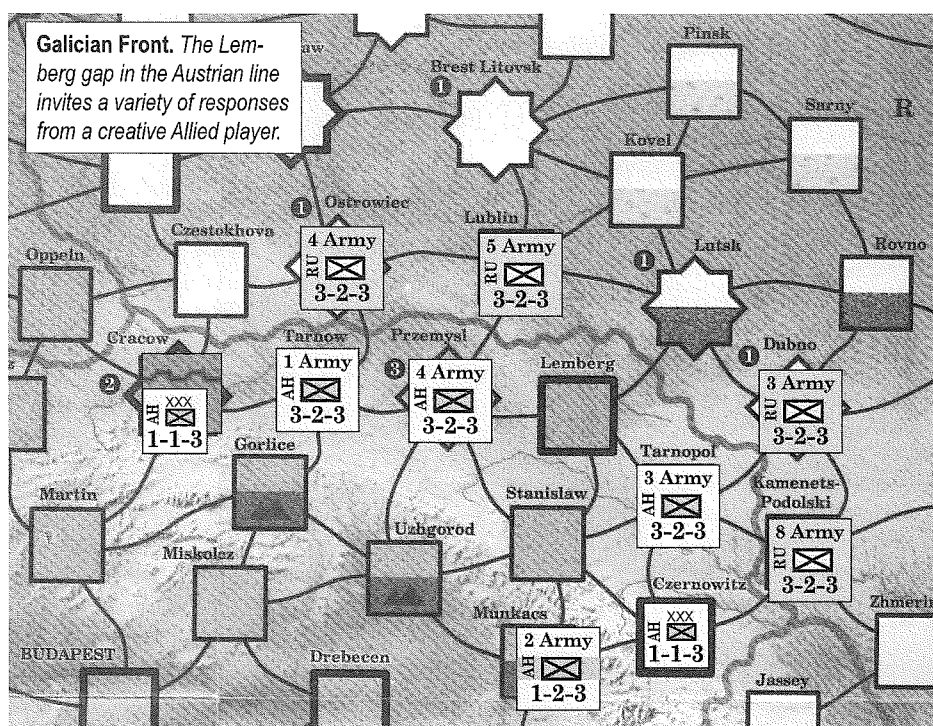 Galician Front. The Lem-
berg gap in the Austrian line
invites a variety of responses
from a creative Allied player.
aw
Pinsk
Brest Litovsk
1
Sarny
R
Kovel
1
Ostrowiec
Lublin
Czestokhova
Lutsk
1
Rovno
Oppeln
4 Army
RU
3-2-3
5 Army
RU
3-2-3
Cracow
2
Tarnow
Przemysl
3
Lemberg
Dubno
1
z
AH
XXX
1-1-3
1 Army
AH
3-2-3
4 Army
AH
3-2-3
3 Army
RU
3-2-3
Gorlice
Tarnopol
Martin
Stanislaw
3 Army
AH
3-2-3
Kamenets-
Podolski
Uzhgorod
8 Army
RU
3-2-3
Miskolcz
Czernowitz
Zhmerin
Munkacs
AH
XXX
1-1-3
BUDAPEST
Drebecen
2 Army
AH
1-2-3
Jassey